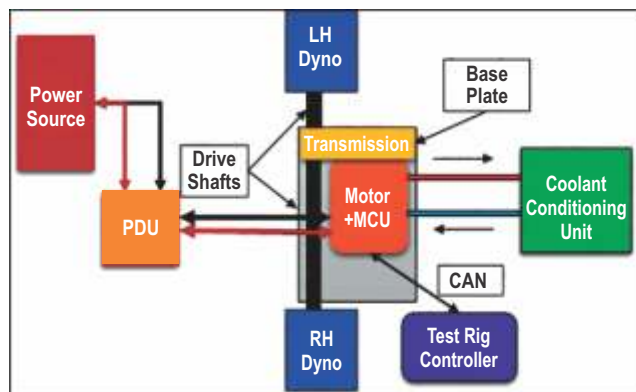 LH
Dyno
Power
Source
Base
Plate
Transmission
Drive
Shafts
Motor
+MCU
Coolant
Conditioning
Unit
PDU
CAN
RH
Dyno
Test Rig
Controller